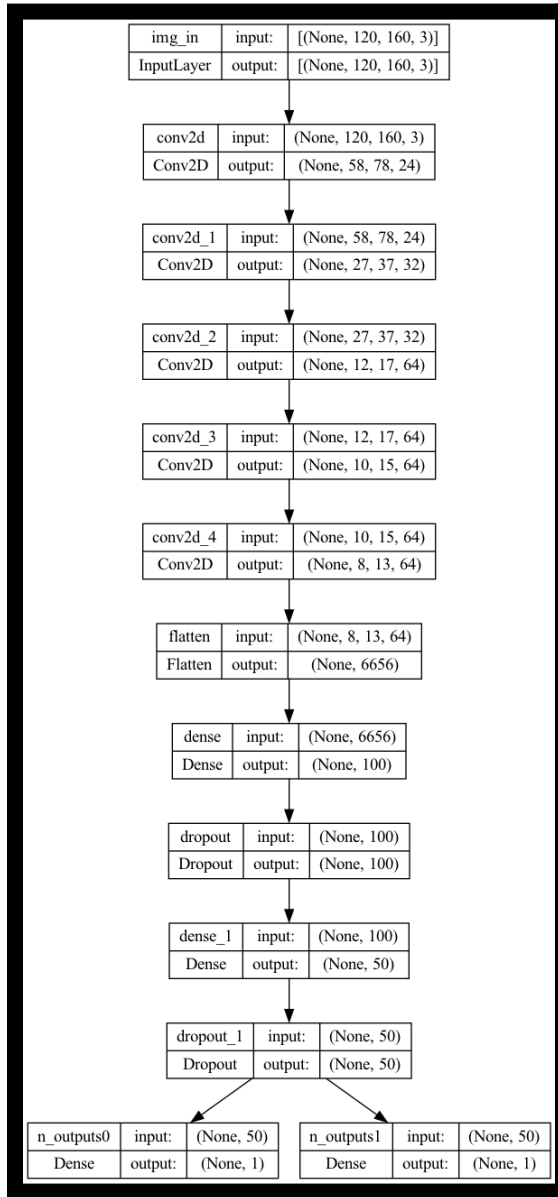 img_in input: [(None, 120, 160, 3)]
InputLayer output: [(None, 120, 160, 3)]
conv2d input: (None, 120, 160, 3)
Conv2D output: (None, 58, 78, 24)
conv2d_1 input: (None, 58, 78, 24)
Conv2D output: (None, 27, 37, 32)
conv2d_2 input: (None, 27, 37, 32)
Conv2D output: (None, 12, 17, 64)
conv2d_3 input: (None, 12, 17, 64)
Conv2D output: (None, 10, 15, 64)
conv2d_4 input: (None, 10, 15, 64)
Conv2D output: (None, 8, 13, 64)
flatten input: (None, 8, 13, 64)
Flatten output: (None, 6656)
dense input: (None, 6656)
Dense output: (None, 100)
dropout input: (None, 100)
Dropout output: (None, 100)
dense_1 input: (None, 100)
Dense output: (None, 50)
dropout_1 input: (None, 50)
Dropout output: (None, 50)
n_outputs0 input: (None, 50)
Dense output: (None, 1)
n_outputs1 input: (None, 50)
Dense output: (None, 1)